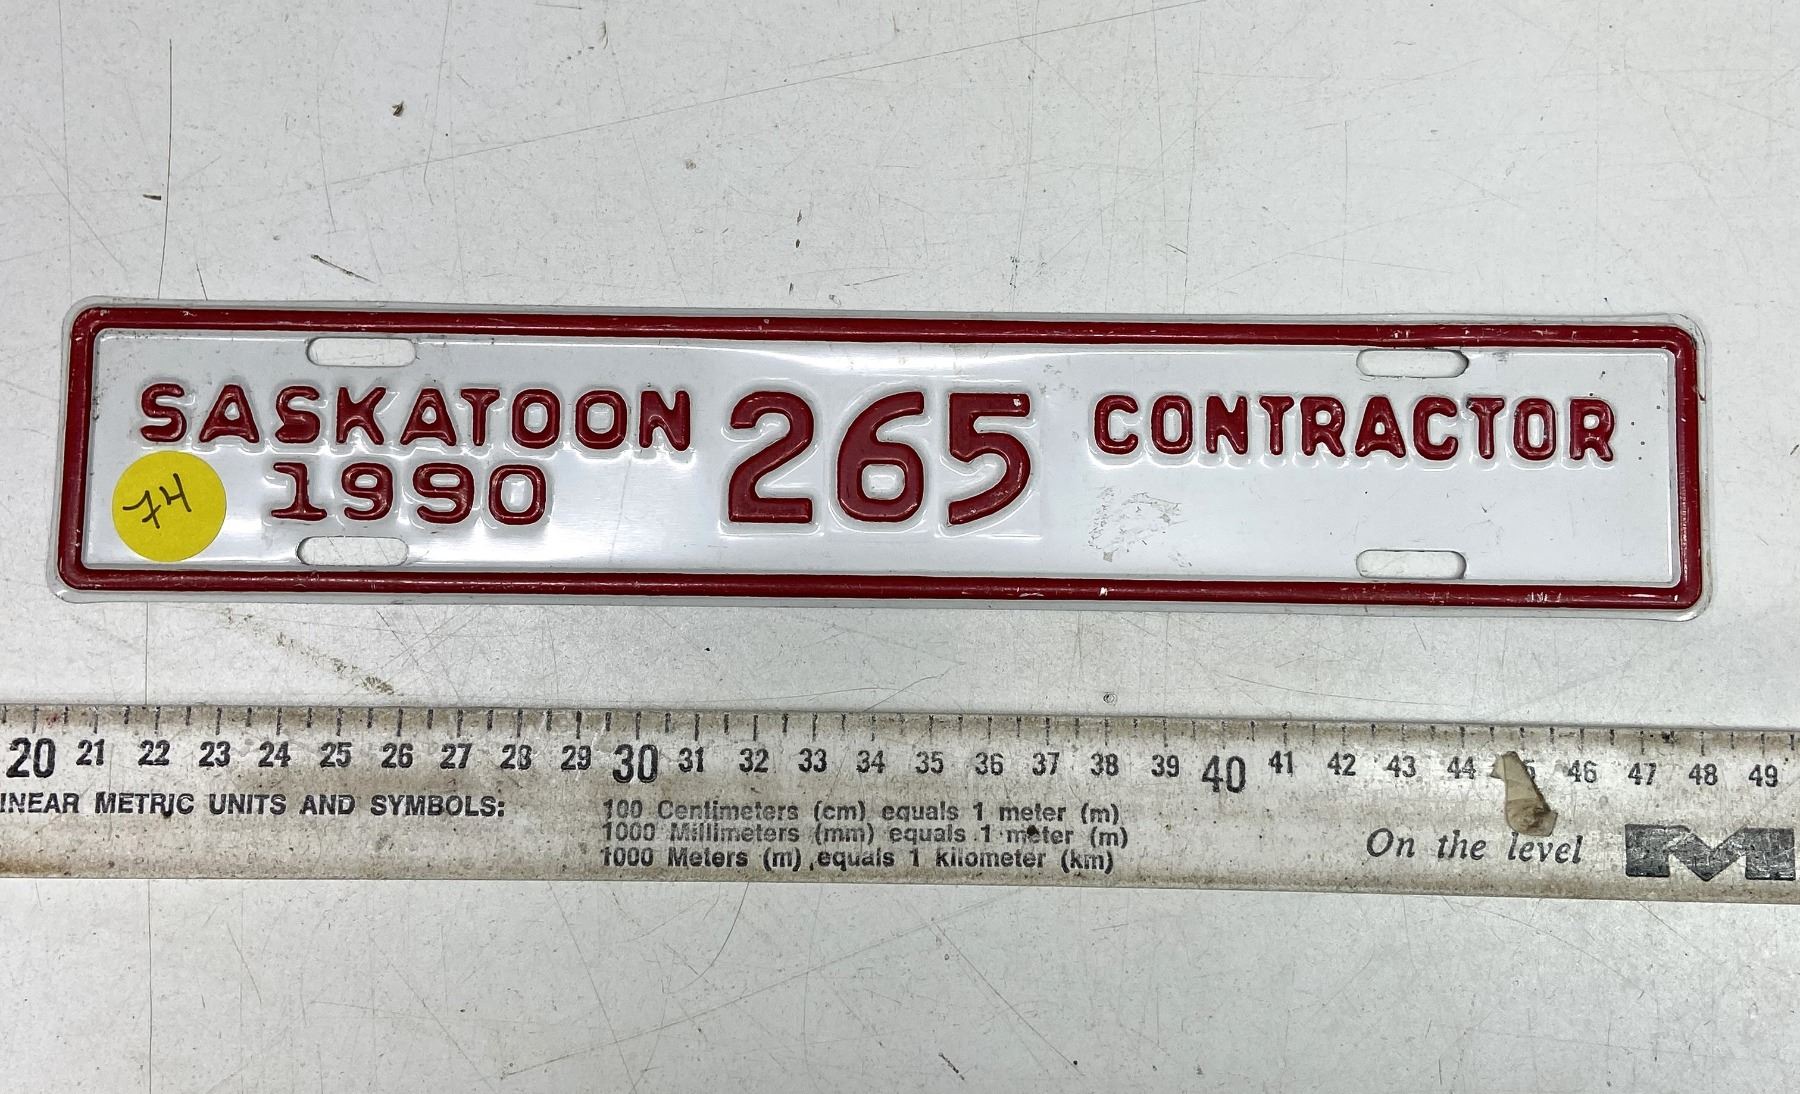 SASKATOON 265 CONTRACTOR
1990
74
20 21 22 23 24 25 26 27 28 29 30 31 32 33 34 35 36 37 38 39 40 41 42 43 44 46 47 48 49
INEAR METRIC UNITS AND SYMBOLS:
100 Centimeters (cm) equals 1 meter (m)
1000 Millimeters (mm) equals 1 meter (m)
1000 Meters (m) equals 1 kilometer (km)
On the level